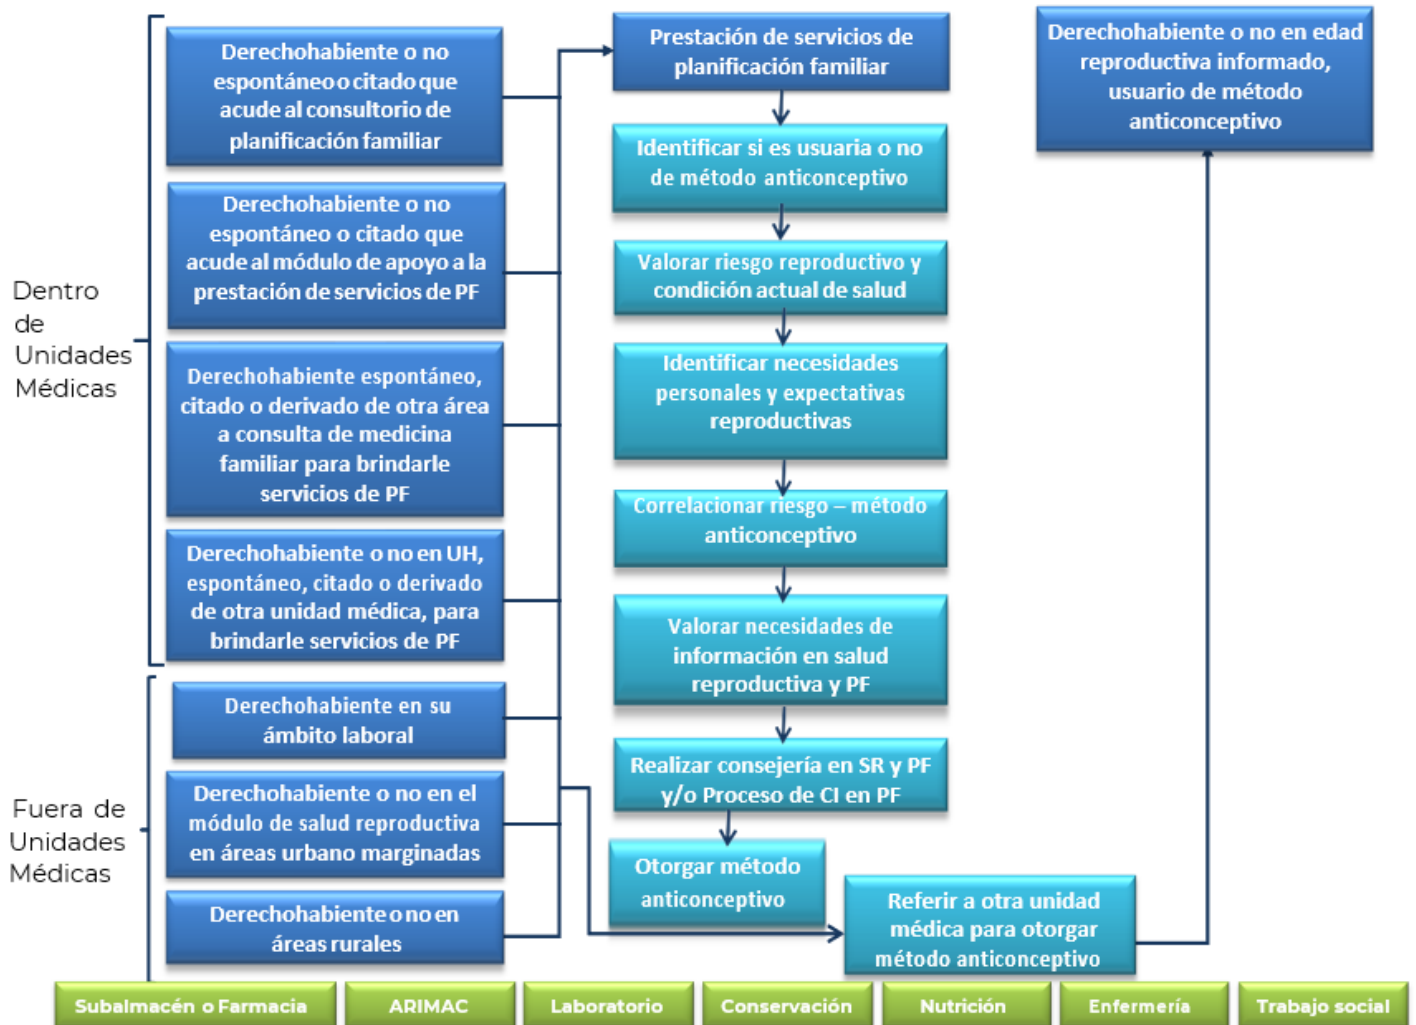 Dentro
de
Unidades
Médicas
Derechohabiente o no
espontáneo o citado que
acude al consultorio de
planificación familiar
Derechohabiente o no
espontáneo o citado que
acude al módulo de apoyo a la
prestación de servicios de PF
Derechohabiente espontáneo,
citado o derivado de otra área
a consulta de medicina
familiar para brindarle
servicios de PF
Derechohabiente o no en UH,
espontáneo, citado o derivado
de otra unidad médica, para
brindarle servicios de PF
Fuera de
Unidades
Médicas
Derechohabiente en su
ámbito laboral
Derechohabiente o no en el
módulo de salud reproductiva
en áreas urbano marginadas
Derechohabiente o no en
áreas rurales
Prestación de servicios de
planificación familiar
Identificar si es usuaria o no
de método anticonceptivo
Valorar riesgo reproductivo y
condición actual de salud
Identificar necesidades
personales y expectativas
reproductivas
Correlacionar riesgo – método
anticonceptivo
Valorar necesidades de
información en salud
reproductiva y PF
Realizar consejería en SR y PF
y/o Proceso de CI en PF
Otorgar método
anticonceptivo
Referir a otra unidad
médica para otorgar
método anticonceptivo
Derechohabiente o no en edad
reproductiva informado,
usuario de método
anticonceptivo
Subalmacén o Farmacia
ARIMAC
Laboratorio
Conservación
Nutrición
Enfermería
Trabajo social